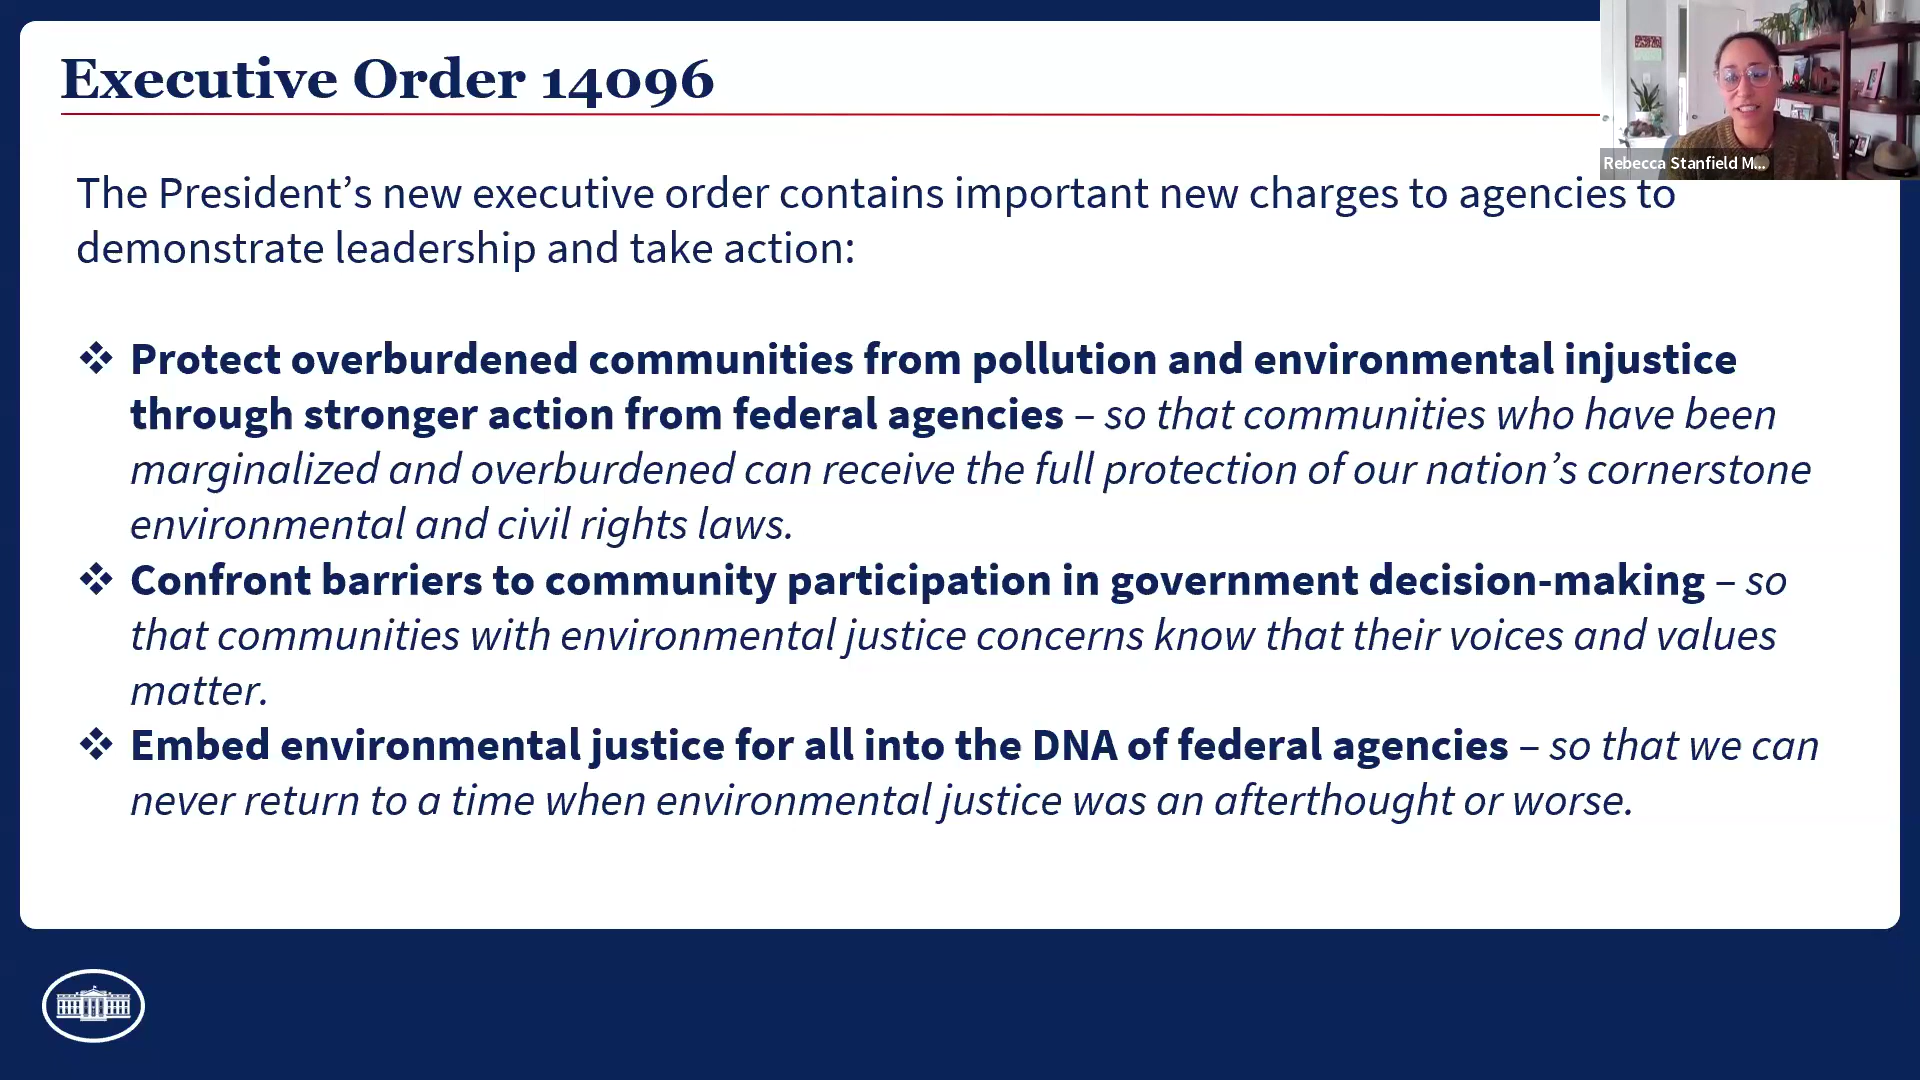 Executive Order 14096
Rebecca Stanfield M...
The President’s new executive order contains important new charges to agencies to
demonstrate leadership and take action:
❖ Protect overburdened communities from pollution and environmental injustice
through stronger action from federal agencies – so that communities who have been
marginalized and overburdened can receive the full protection of our nation’s cornerstone
environmental and civil rights laws.
❖ Confront barriers to community participation in government decision-making – so
that communities with environmental justice concerns know that their voices and values
matter.
❖ Embed environmental justice for all into the DNA of federal agencies – so that we can
never return to a time when environmental justice was an afterthought or worse.